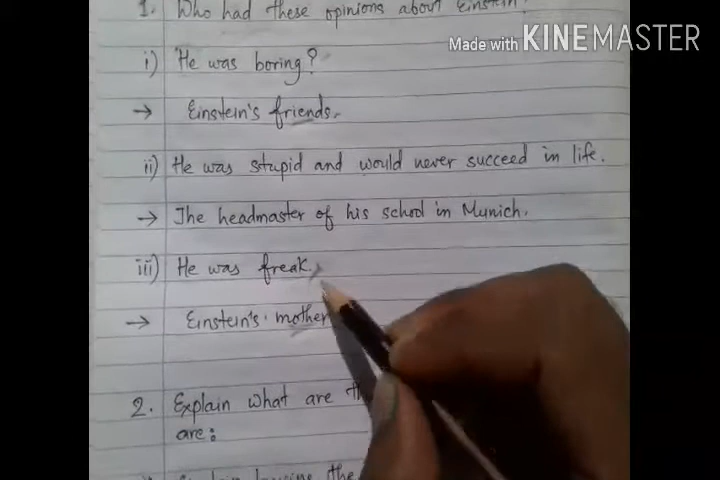 Made with KINEMASTER
1. Who had these opinions about Einstein?
i) He was boring?
→ Einstein's friends.
ii) He was stupid and would never succeed in life.
→ The headmaster of his school in Munich.
iii) He was freak.
→ Einstein's mother
2. Explain what are
are: